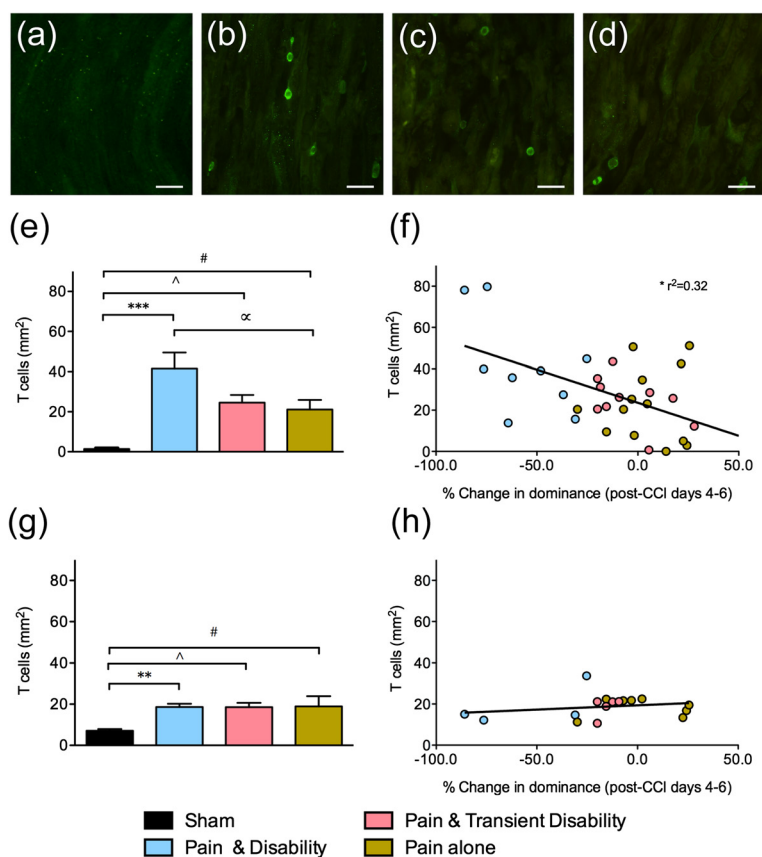 (a) (b) (c) (d)
(e) (f)
#
^
***
∝
T cells (mm²)
80
60
40
20
0
* r²=0.32
T cells (mm²)
80
60
40
20
0
-100.0 -50.0 0.0 50.0
% Change in dominance (post-CCI days 4-6)
(g) (h)
#
^
**
T cells (mm²)
80
60
40
20
0
T cells (mm²)
80
60
40
20
0
-100.0 -50.0 0.0 50.0
% Change in dominance (post-CCI days 4-6)
Sham
Pain & Transient Disability
Pain & Disability
Pain alone